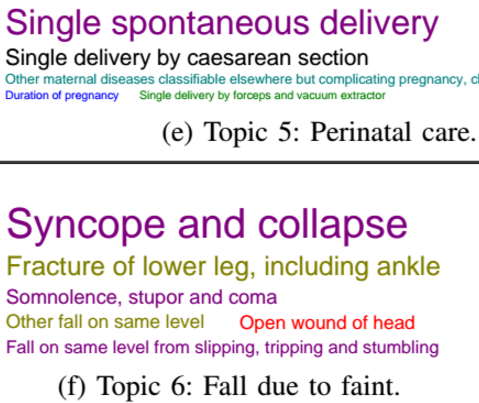 Single spontaneous delivery
Single delivery by caesarean section
Other maternal diseases classifiable elsewhere but complicating pregnancy,
Duration of pregnancy Single delivery by forceps and vacuum extractor
(e) Topic 5: Perinatal care.
Syncope and collapse
Fracture of lower leg, including ankle
Somnolence, stupor and coma
Other fall on same level Open wound of head
Fall on same level from slipping, tripping and stumbling
(f) Topic 6: Fall due to faint.